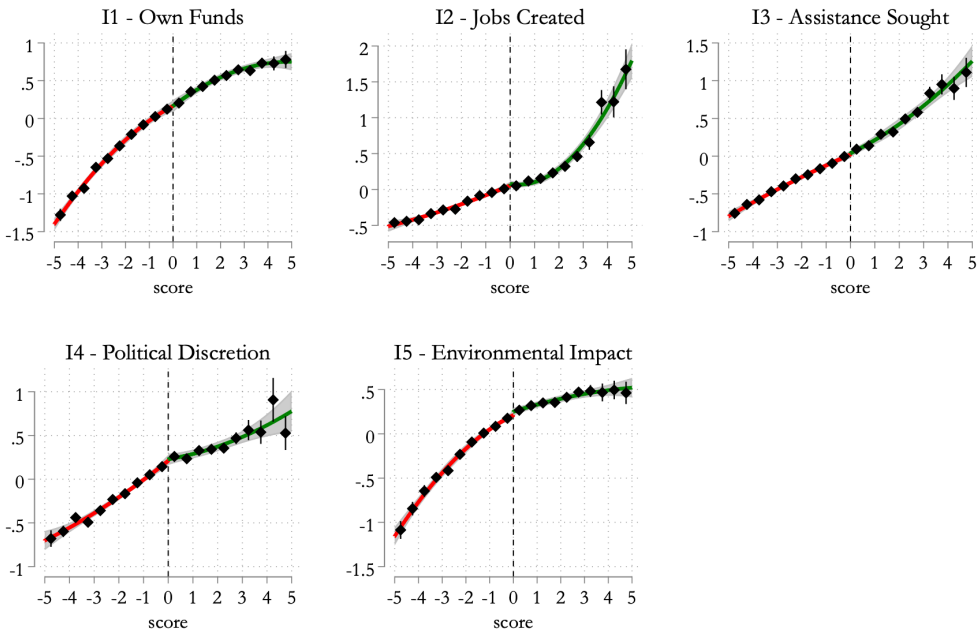 I1 - Own Funds
1
.5
0
-.5
-1
-1.5
-5 -4 -3 -2 -1 0 1 2 3 4 5
score
I2 - Jobs Created
2
1.5
1
.5
0
-.5
-5 -4 -3 -2 -1 0 1 2 3 4 5
score
I3 - Assistance Sought
1.5
1
.5
0
-.5
-1
-5 -4 -3 -2 -1 0 1 2 3 4 5
score
I4 - Political Discretion
1
.5
0
-.5
-1
-5 -4 -3 -2 -1 0 1 2 3 4 5
score
I5 - Environmental Impact
.5
0
-.5
-1
-1.5
-5 -4 -3 -2 -1 0 1 2 3 4 5
score